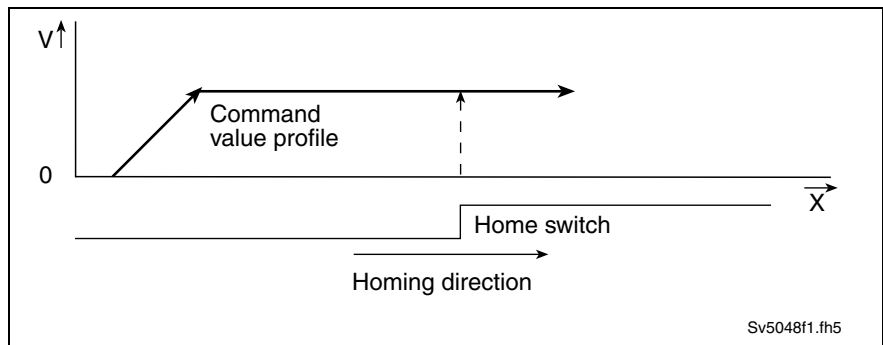 V
Command
value profile
0
X
Home switch
Homing direction
Sv5048f1.fh5